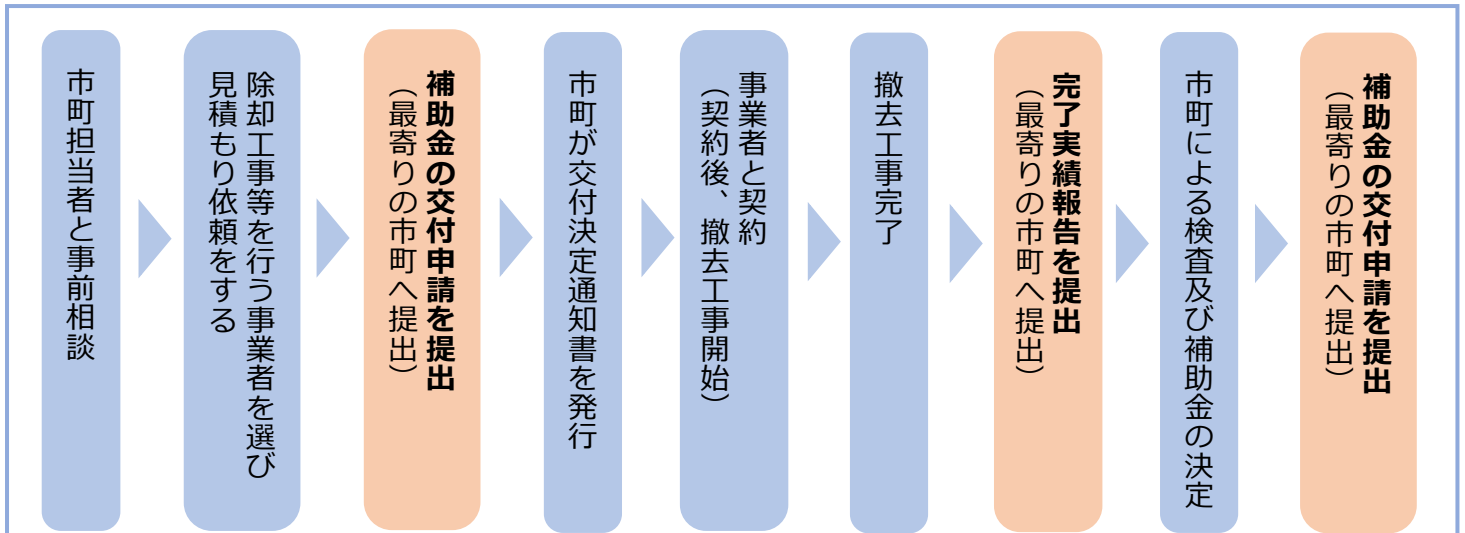 市町担当者と事前相談
除却工事等を行う事業者を選び
見積もり依頼をする
補助金の交付申請を提出
（最寄りの市町へ提出）
市町が交付決定通知書を発行
事業者と契約
（契約後、撤去工事開始）
撤去工事完了
完了実績報告を提出
（最寄りの市町へ提出）
市町による検査及び補助金の決定
補助金の交付申請を提出
（最寄りの市町へ提出）